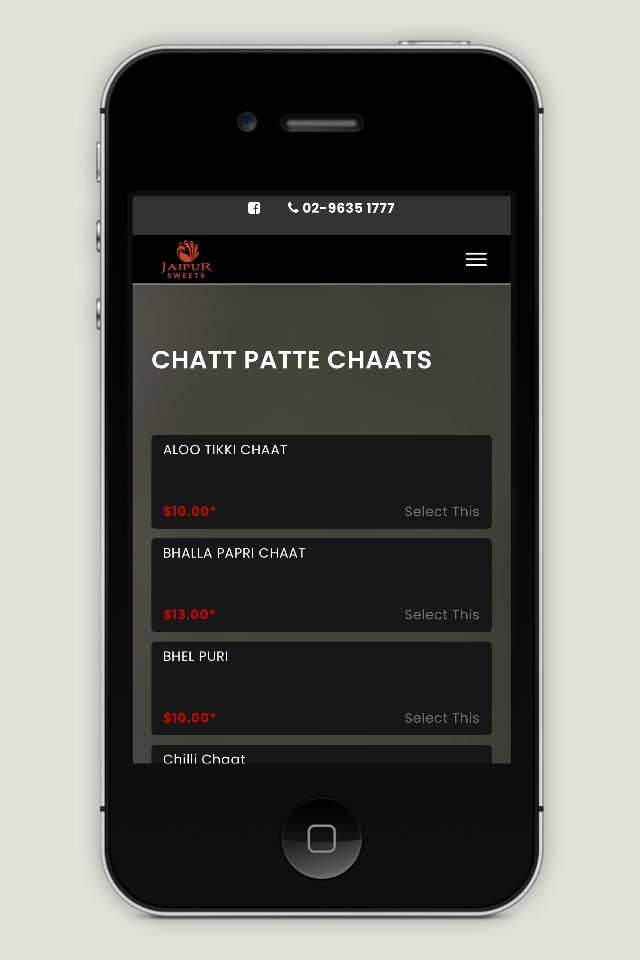 02-9635 1777
JAIPUR
SWEETS
CHATT PATTE CHAATS
ALOO TIKKI CHAAT
$10.00*
Select This
BHALLA PAPRI CHAAT
$13.00*
Select This
BHEL PURI
$10.00*
Select This
Chilli Chaat